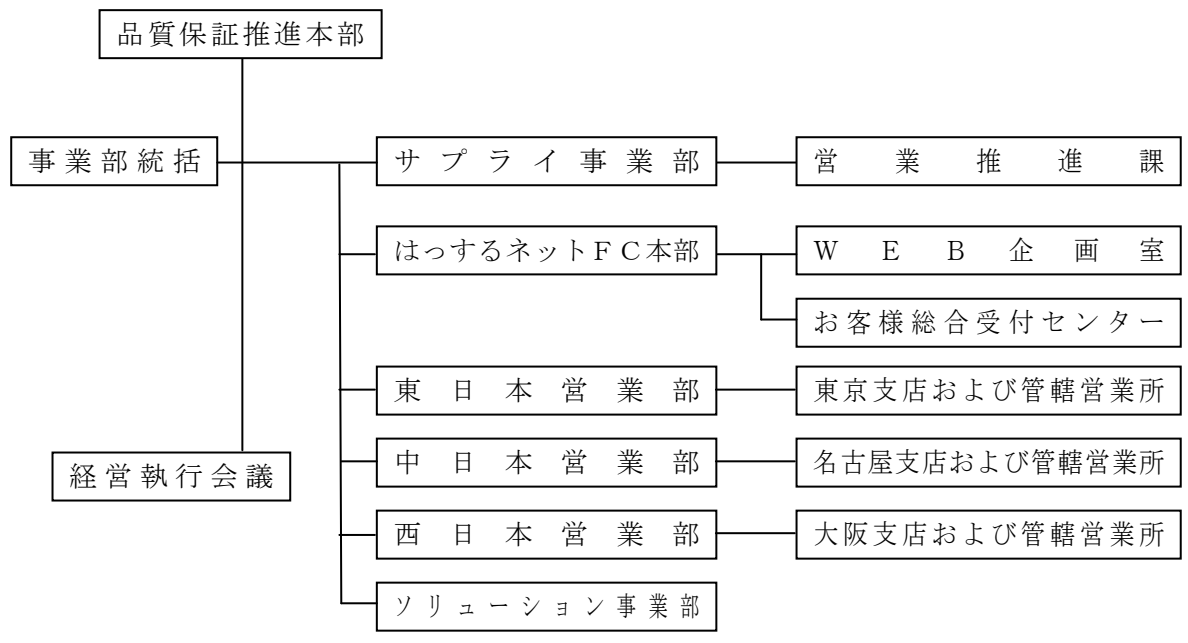 品質保証推進本部
事業部統括
サプライ事業部
営業推進課
はっするネットＦＣ本部
ＷＥＢ企画室
お客様総合受付センター
東日本営業部
東京支店および管轄営業所
経営執行会議
中日本営業部
名古屋支店および管轄営業所
西日本営業部
大阪支店および管轄営業所
ソリューション事業部